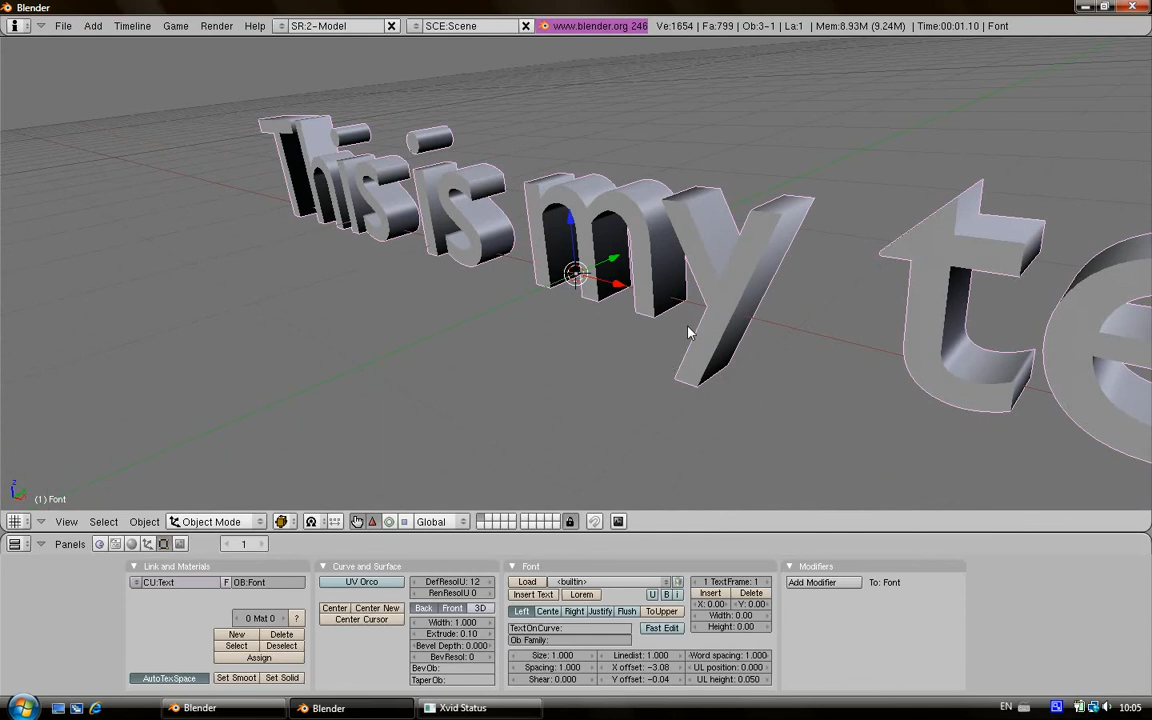 Blender
File Add Timeline Game Render Help SR:2-Model SCE:Scene www.blender.org 246 Ve:1654 | Fa:799 | Ob:3-1 | La:1 | Mem:8.93M (9.24M) | Time:00:01.10 | Font
This is my te
z
(1) Font
View Select Object Object Mode Global
Panels 1
Link and Materials Curve and Surface Font Modifiers
CU:Text F OB:Font UV Orco DefResolU: 12 Load <builtin> 1 TextFrame: 1 Add Modifier To: Font
RenResolU 0 Insert Text Lorem U B i Insert Delete
Center Center New Back Front 3D X: 0.00 Y: 0.00
0 Mat 0 ? Center Cursor Left Cente Right Justify Flush ToUpper Width: 0.00
Width: 1.000 TextOnCurve: Fast Edit Height: 0.00
New Delete Extrude: 0.10 Ob Family:
Select Deselect Bevel Depth: 0.000
Assign BevResol: 0 Size: 1.000 Linedist: 1.000 Word spacing: 1.000
BevOb: Spacing: 1.000 X offset: -3.08 UL position: 0.000
AutoTexSpace Set Smoot Set Solid TaperOb: Shear: 0.000 Y offset: -0.04 UL height: 0.050
Blender Blender Xvid Status EN 10:05